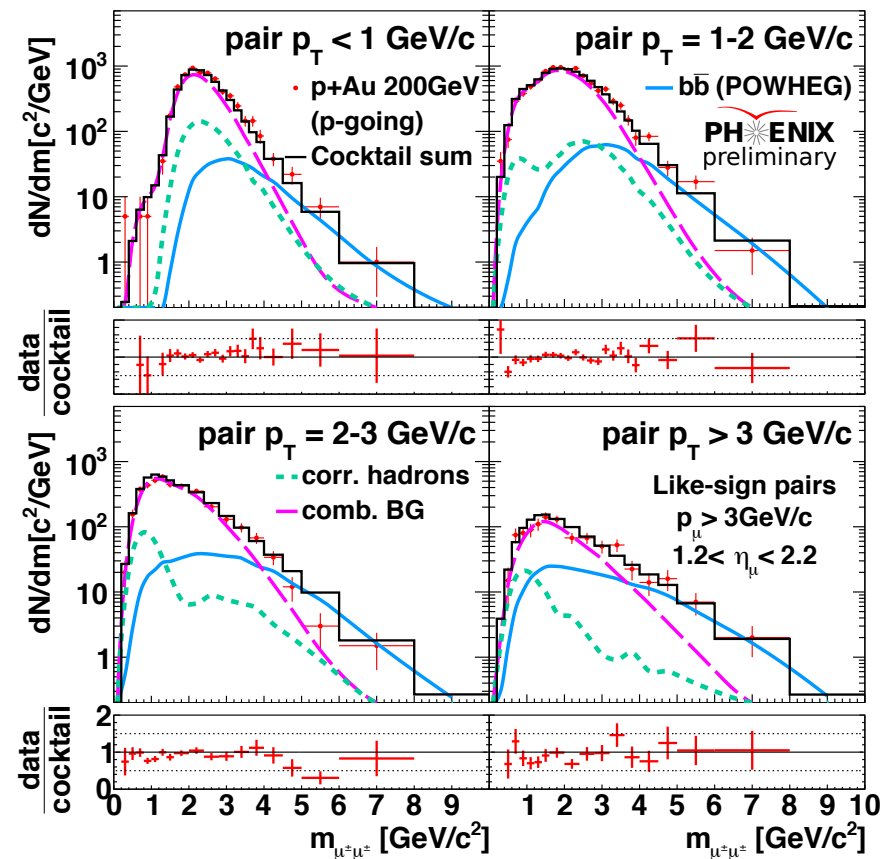 pair p_T < 1 GeV/c
p+Au 200GeV
(p-going)
Cocktail sum
dN/dm[c²/GeV]
10³
10²
10
1
pair p_T = 1-2 GeV/c
bb̅ (POWHEG)
PHENIX
preliminary
data
cocktail
pair p_T = 2-3 GeV/c
corr. hadrons
comb. BG
dN/dm[c²/GeV]
10³
10²
10
1
pair p_T > 3 GeV/c
Like-sign pairs
p_μ > 3GeV/c
1.2< η_μ < 2.2
data
cocktail
2
1
0
0 1 2 3 4 5 6 7 8 9
m_μ±μ± [GeV/c²]
0 1 2 3 4 5 6 7 8 9 10
m_μ±μ± [GeV/c²]